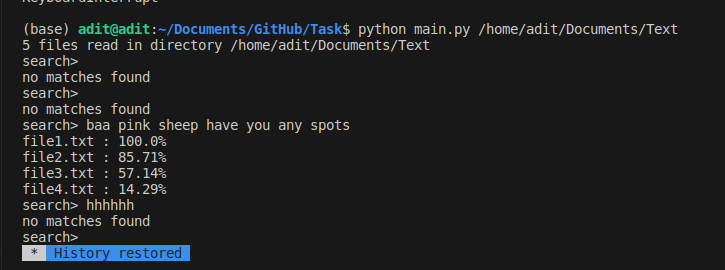 KeyboardInterrupt
(base) adit@adit:~/Documents/GitHub/Task$ python main.py /home/adit/Documents/Text
5 files read in directory /home/adit/Documents/Text
search>
no matches found
search>
no matches found
search> baa pink sheep have you any spots
file1.txt : 100.0%
file2.txt : 85.71%
file3.txt : 57.14%
file4.txt : 14.29%
search> hhhhhh
no matches found
search>
* History restored